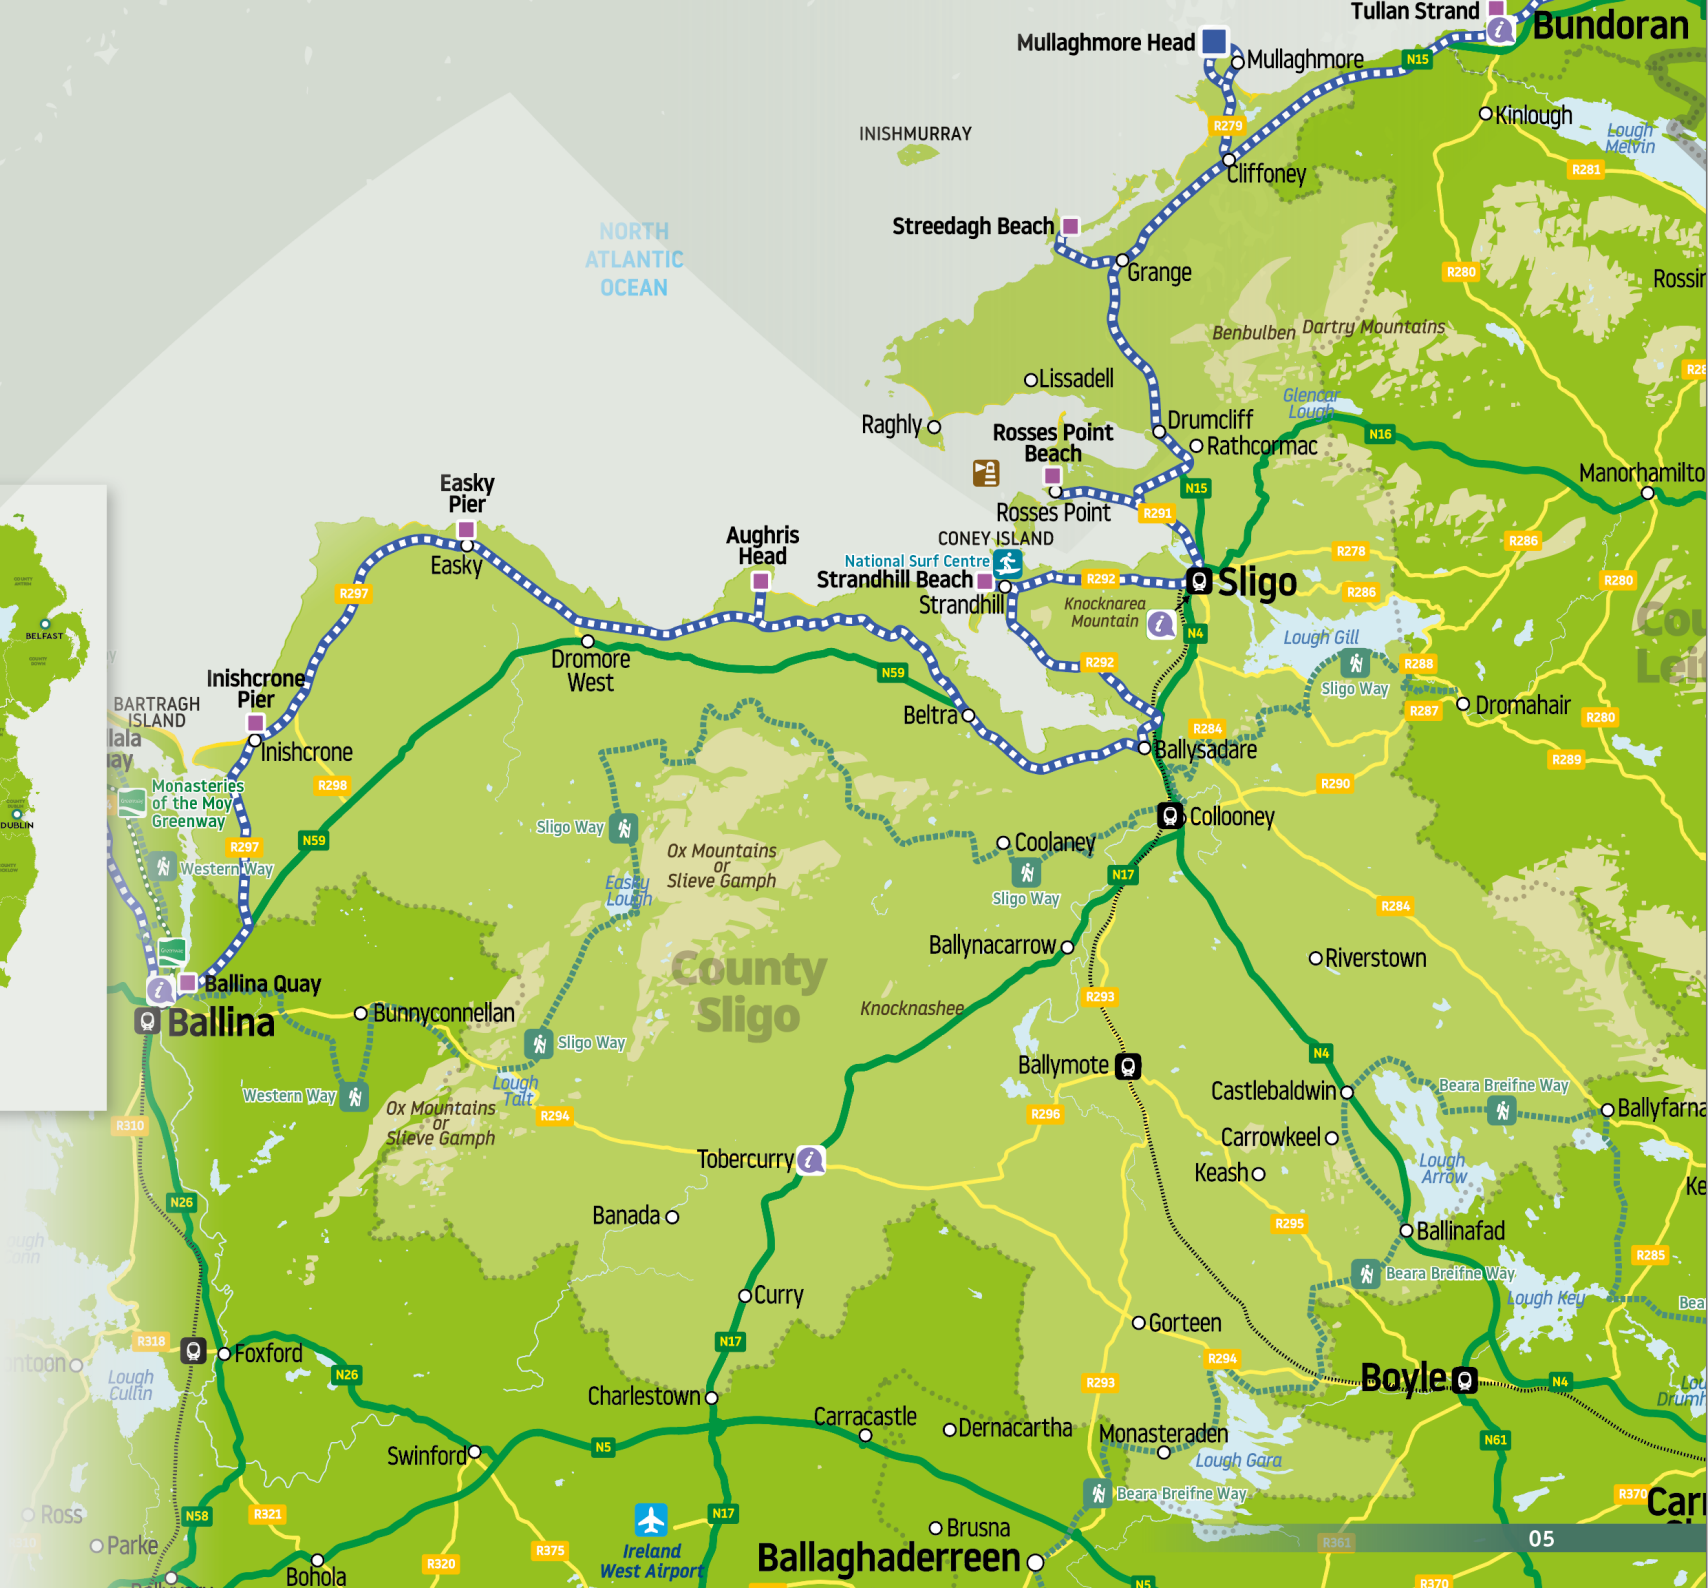 Tullan Strand
Bundoran
Mullaghmore Head
Mullaghmore
N15
Kinlough
Lough
Melvin
R279
INISHMURRAY
Cliffoney
R281
Streedagh Beach
NORTH
ATLANTIC
OCEAN
Grange
R280
Benbulben
Dartry Mountains
Lissadell
Glencar
Lough
Raghly
Rosses Point
Beach
Drumcliff
Rathcormac
N16
Manorhamilto
Easky
Pier
N15
Rosses Point
R291
Aughris
Head
CONEY ISLAND
National Surf Centre
Strandhill Beach
Strandhill
R292
Sligo
R278
R286
R286
R280
Easky
R297
Knocknarea
Mountain
N4
Lough Gill
BELFAST
Dromore
West
N59
R292
Sligo Way
R288
R287
Dromahair
R280
Inishcrone
Pier
BARTRAGH
ISLAND
Beltra
R284
Ballysadare
Inishcrone
R289
R298
R290
Monasteries
of the Moy
Greenway
DUBLIN
N59
R297
Western Way
Sligo Way
Ox Mountains
or
Slieve Gamph
Easky
Lough
Coolaney
Collooney
Sligo Way
N17
R284
Ballynacarrow
Riverstown
County
Sligo
Ballina Quay
Ballina
Bunnyconnellan
Knocknashee
R293
Sligo Way
Western Way
Lough
Talt
Ballymote
N4
Castlebaldwin
Beara Breifne Way
Ballyfarna
R310
Ox Mountains
or
Slieve Gamph
R294
R296
Carrowkeel
Tobercurry
Keash
Lough
Arrow
N26
Banada
R295
Ballinafad
R285
Curry
Beara Breifne Way
Lough Key
Gorteen
R318
Foxford
N17
Lough
Cullin
N26
R294
Boyle
N4
Charlestown
R293
Carracastle
Dernacartha
Monasteraden
Swinford
N5
Lough Gara
N61
Beara Breifne Way
R370
Ross
N58
R321
N17
Parke
Brusna
05
R361
Ireland
West Airport
R320
R375
Ballaghaderreen
Bohola
N5
R370